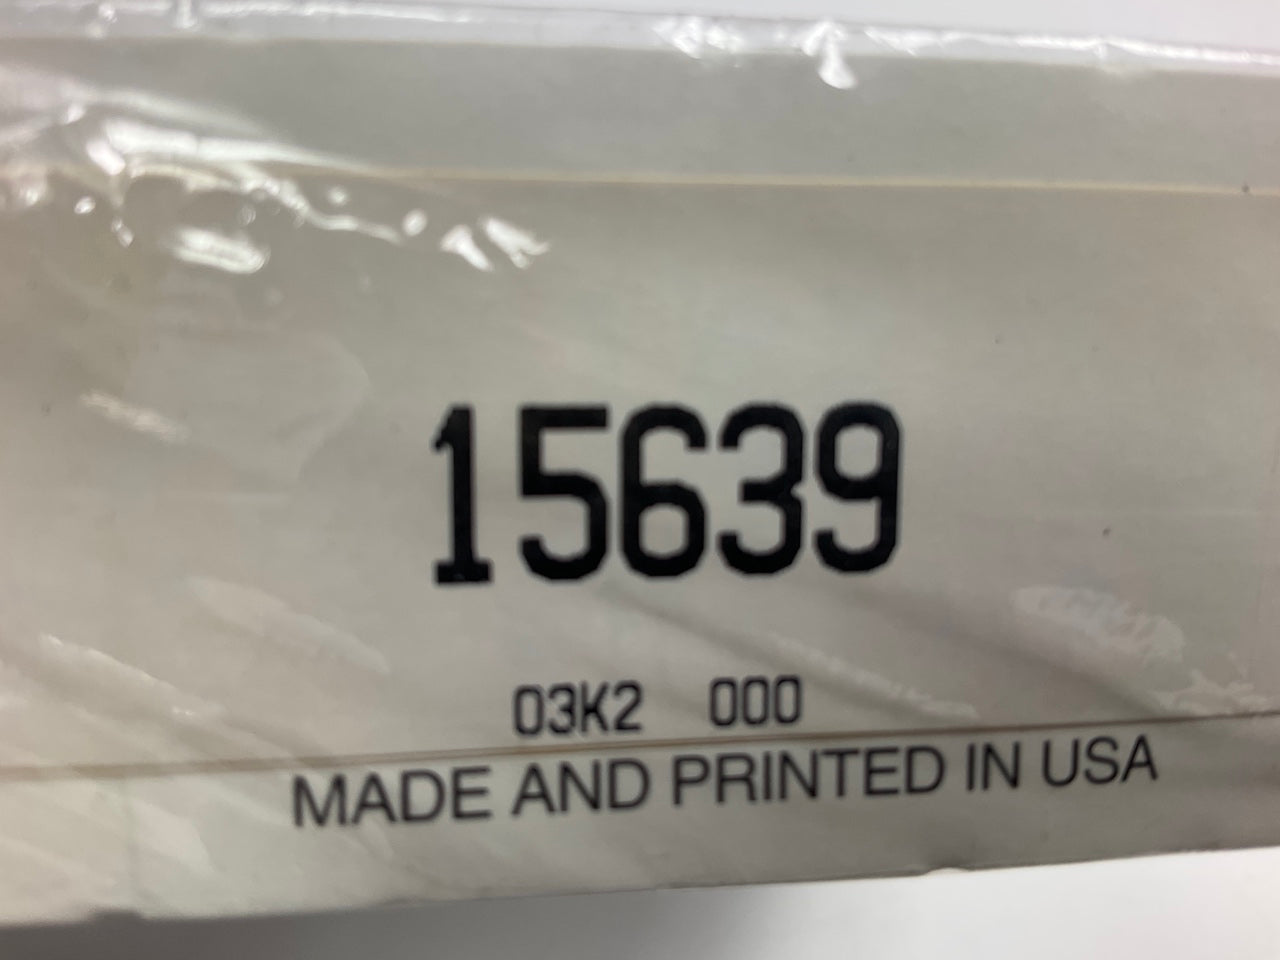 15639
03K2 000
MADE AND PRINTED IN USA